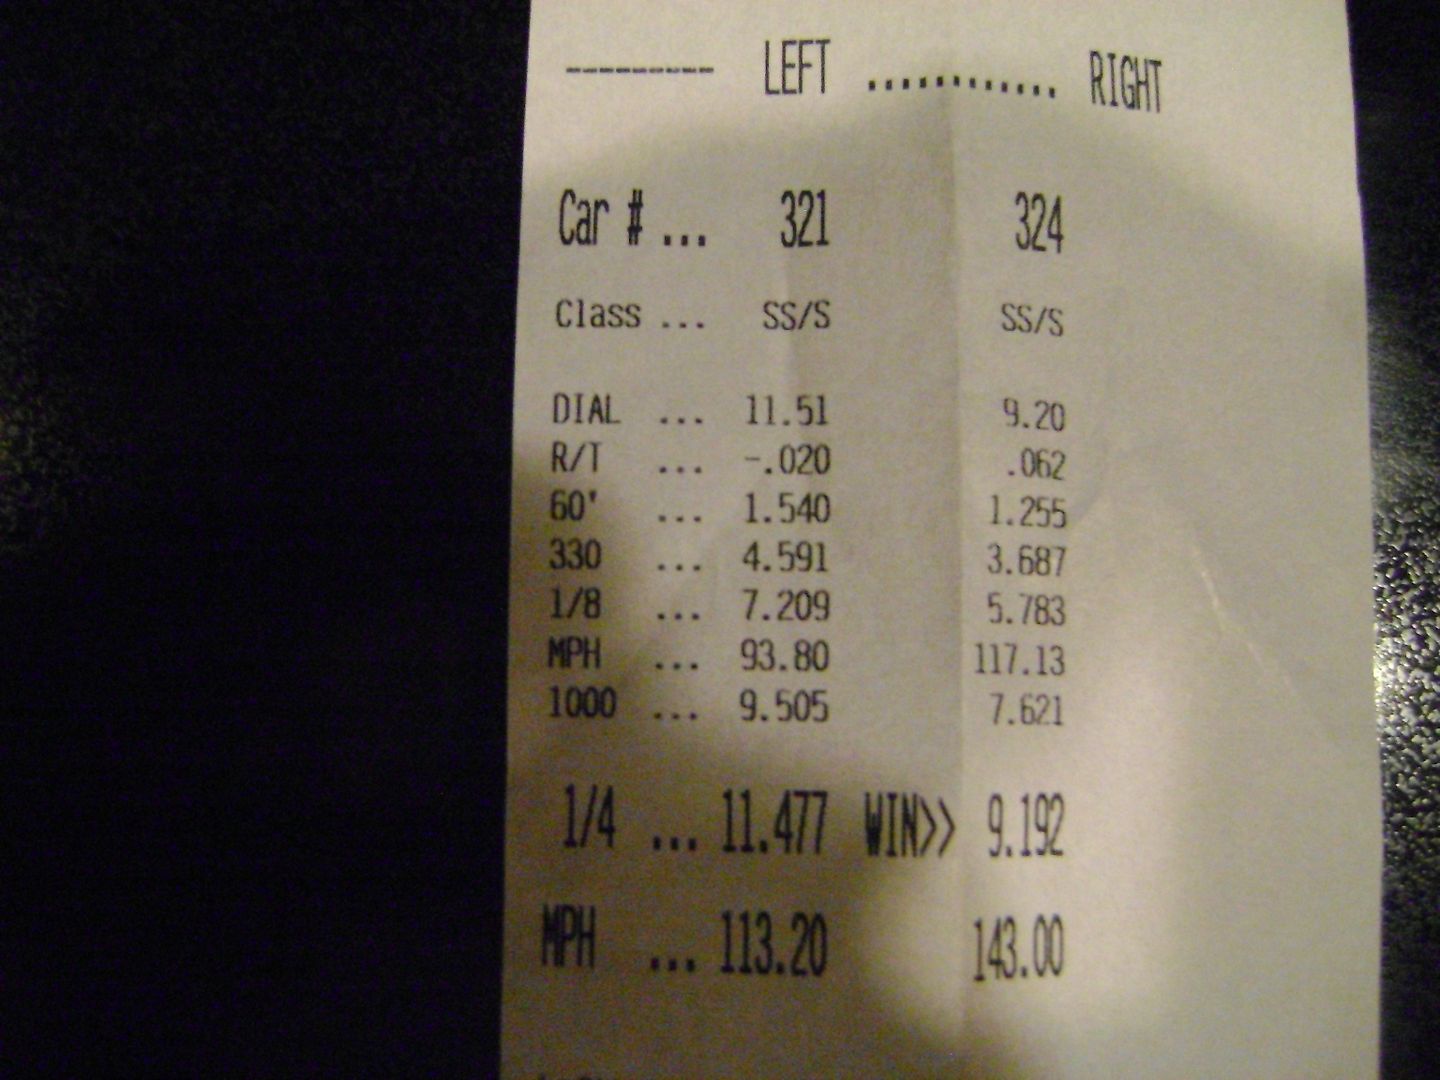 --------- LEFT ............ RIGHT
Car # ... 321 324
Class ... SS/S SS/S
DIAL ... 11.51 9.20
R/T ... -.020 .062
60' ... 1.540 1.255
330 ... 4.591 3.687
1/8 ... 7.209 5.783
MPH ... 93.80 117.13
1000 ... 9.505 7.621
1/4 ... 11.477 WIN>> 9.192
MPH ... 113.20 143.00